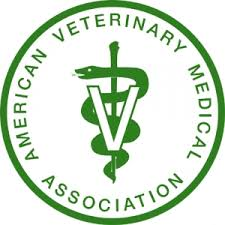 AMERICAN VETERINARY MEDICAL
ASSOCIATION
V